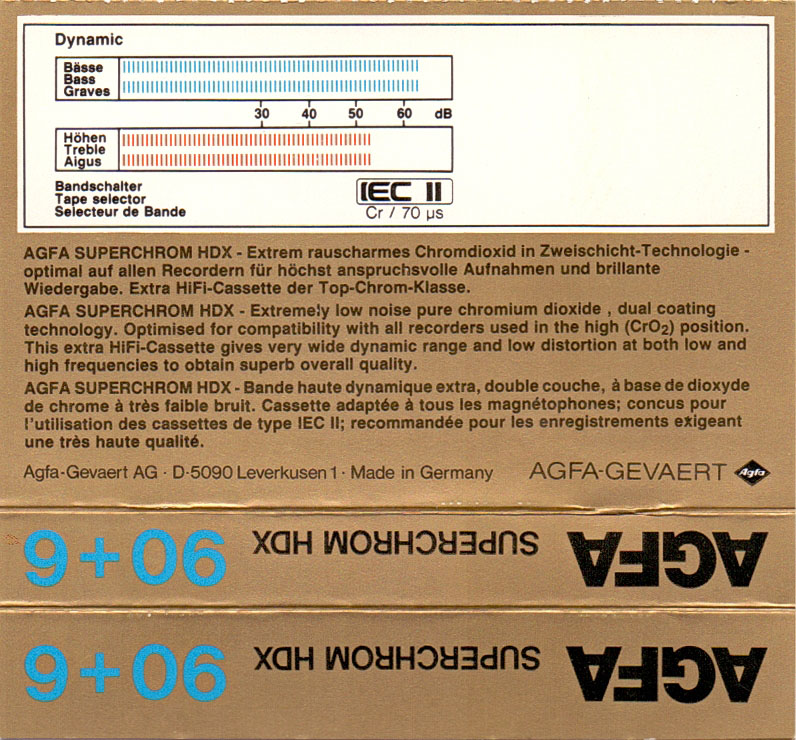 Dynamic
Bässe
Bass
Graves
30 40 50 60 dB
Höhen
Treble
Aigus
Bandschalter
Tape selector
Selecteur de Bande
IEC II
Cr / 70 µs
AGFA SUPERCHROM HDX - Extrem rauscharmes Chromdioxid in Zweischicht-Technologie -
optimal auf allen Recordern für höchst anspruchsvolle Aufnahmen und brillante
Wiedergabe. Extra HiFi-Cassette der Top-Chrom-Klasse.
AGFA SUPERCHROM HDX - Extremely low noise pure chromium dioxide , dual coating
technology. Optimised for compatibility with all recorders used in the high (CrO₂) position.
This extra HiFi-Cassette gives very wide dynamic range and low distortion at both low and
high frequencies to obtain superb overall quality.
AGFA SUPERCHROM HDX - Bande haute dynamique extra, double couche, à base de dioxyde
de chrome à très faible bruit. Cassette adaptée à tous les magnétophones; concus pour
l'utilisation des cassettes de type IEC II; recommandée pour les enregistrements exigeant
une très haute qualité.
Agfa-Gevaert AG · D-5090 Leverkusen 1 · Made in Germany AGFA-GEVAERT Agfa
AGFA SUPERCHROM HDX 90+6
AGFA SUPERCHROM HDX 90+6